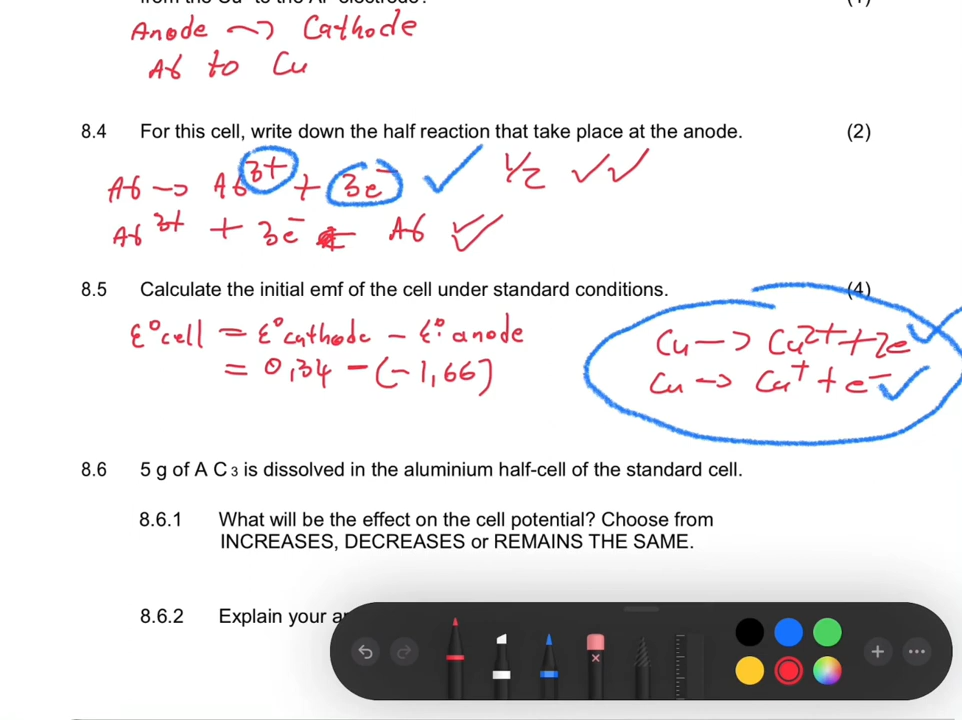 (1)
Anode → Cathode
Al to Cu
8.4 For this cell, write down the half reaction that take place at the anode. (2)
Al → Al³⁺ + 3e⁻ ✓ 1/2 ✓✓
Al³⁺ + 3e⁻ ← Al ✓✓
8.5 Calculate the initial emf of the cell under standard conditions. (4)
E°cell = E°cathode - E°anode
= 0,34 - (-1,66)
Cu → Cu²⁺ + 2e ✓
Cu → Cu⁺ + e⁻ ✓
8.6 5 g of A C 3 is dissolved in the aluminium half-cell of the standard cell.
8.6.1 What will be the effect on the cell potential? Choose from
INCREASES, DECREASES or REMAINS THE SAME.
8.6.2 Explain your